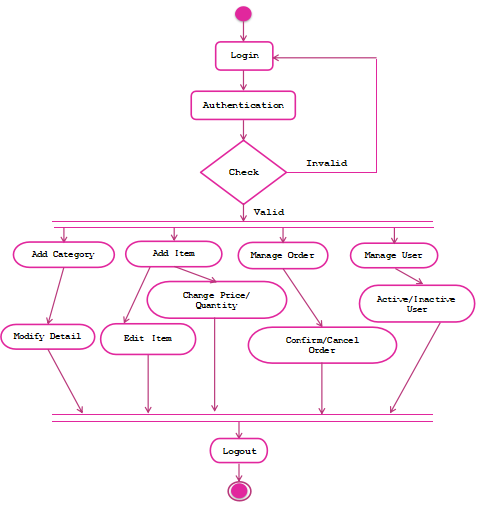 Login
Authentication
Check
Invalid
Valid
Add Category
Add Item
Manage Order
Manage User
Change Price/
Quantity
Active/Inactive
User
Modify Detail
Edit Item
Confirm/Cancel
Order
Logout